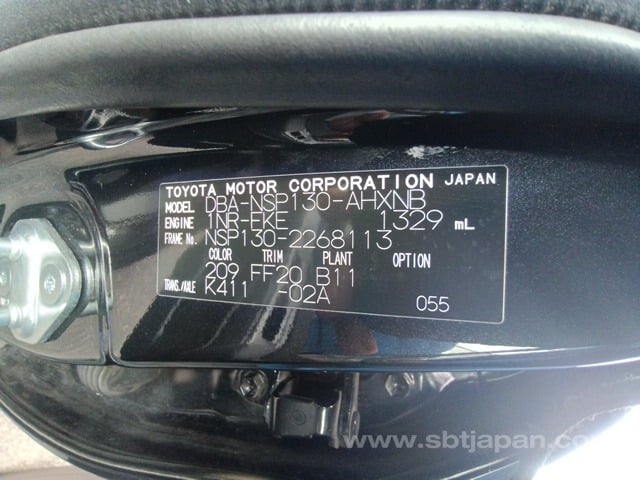 TOYOTA MOTOR CORPORATION JAPAN
MODEL DBA-NSP130-AHXNB
ENGINE 1NR-FKE 1329 mL
FRAME No. NSP130-2268113
COLOR TRIM PLANT OPTION
209 FF20 B11
TRANS./AXLE K411 -02A
055
www.sbtjapan.co